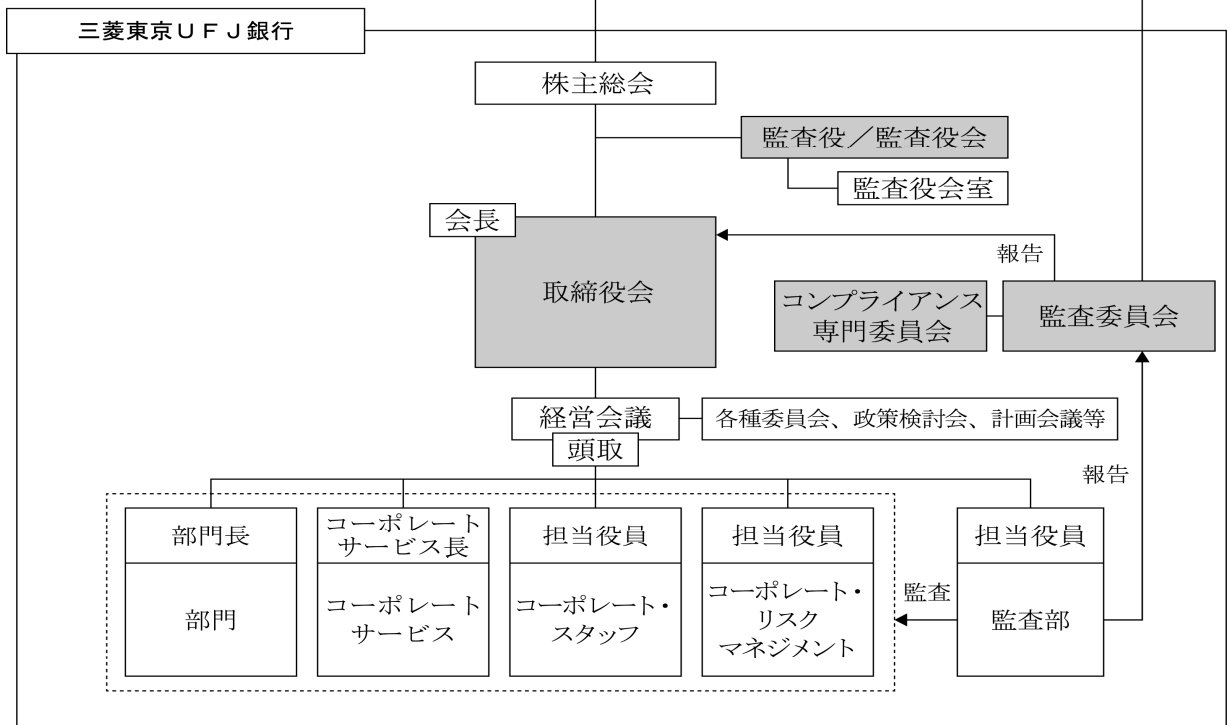 三菱東京ＵＦＪ銀行
株主総会
監査役／監査役会
監査役会室
会長
取締役会
報告
コンプライアンス
専門委員会
監査委員会
経営会議
各種委員会、政策検討会、計画会議等
頭取
報告
部門長
コーポレート
サービス長
担当役員
担当役員
担当役員
部門
コーポレート
サービス
コーポレート・
スタッフ
コーポレート・
リスク
マネジメント
監査
監査部